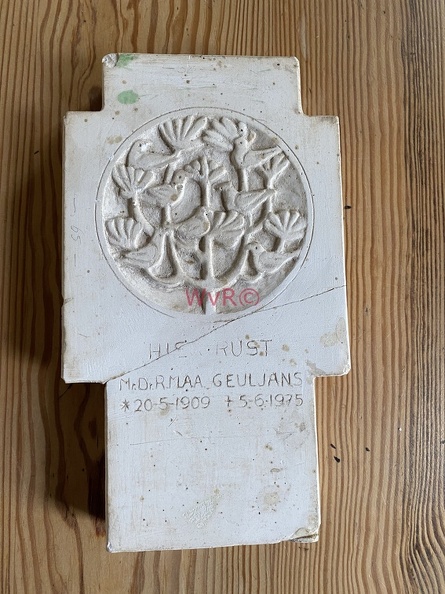 WvR©
HIER RUST
Mr.Dr.R.M.A.A. GEULJANS
*20-5-1909 +5-6-1975